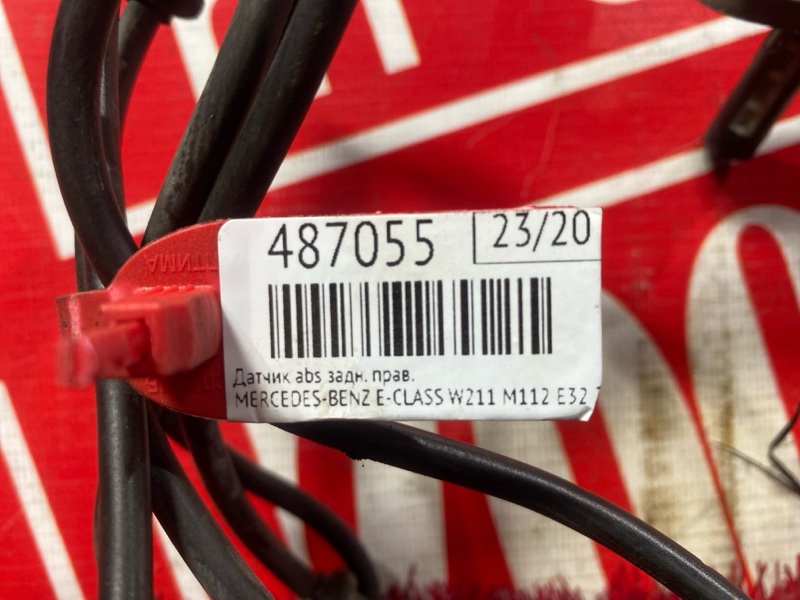 487055 23/20
Датчик abs задн. прав.
MERCEDES-BENZ E-CLASS W211 M112 E32